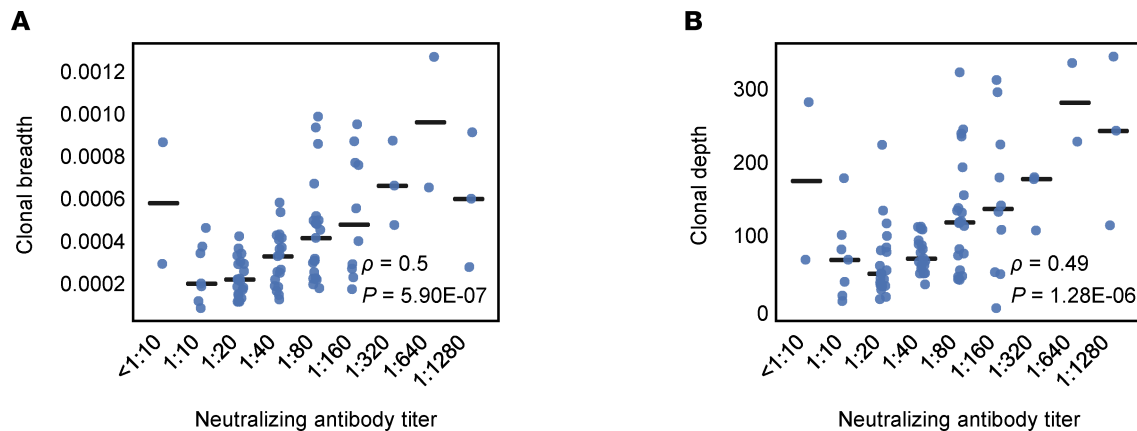 A
Clonal breadth
0.0012
0.0010
0.0008
0.0006
0.0004
0.0002
ρ = 0.5
P = 5.90E-07
<1:10
1:10
1:20
1:40
1:80
1:160
1:320
1:640
1:1280
Neutralizing antibody titer
B
Clonal depth
300
200
100
0
ρ = 0.49
P = 1.28E-06
<1:10
1:10
1:20
1:40
1:80
1:160
1:320
1:640
1:1280
Neutralizing antibody titer